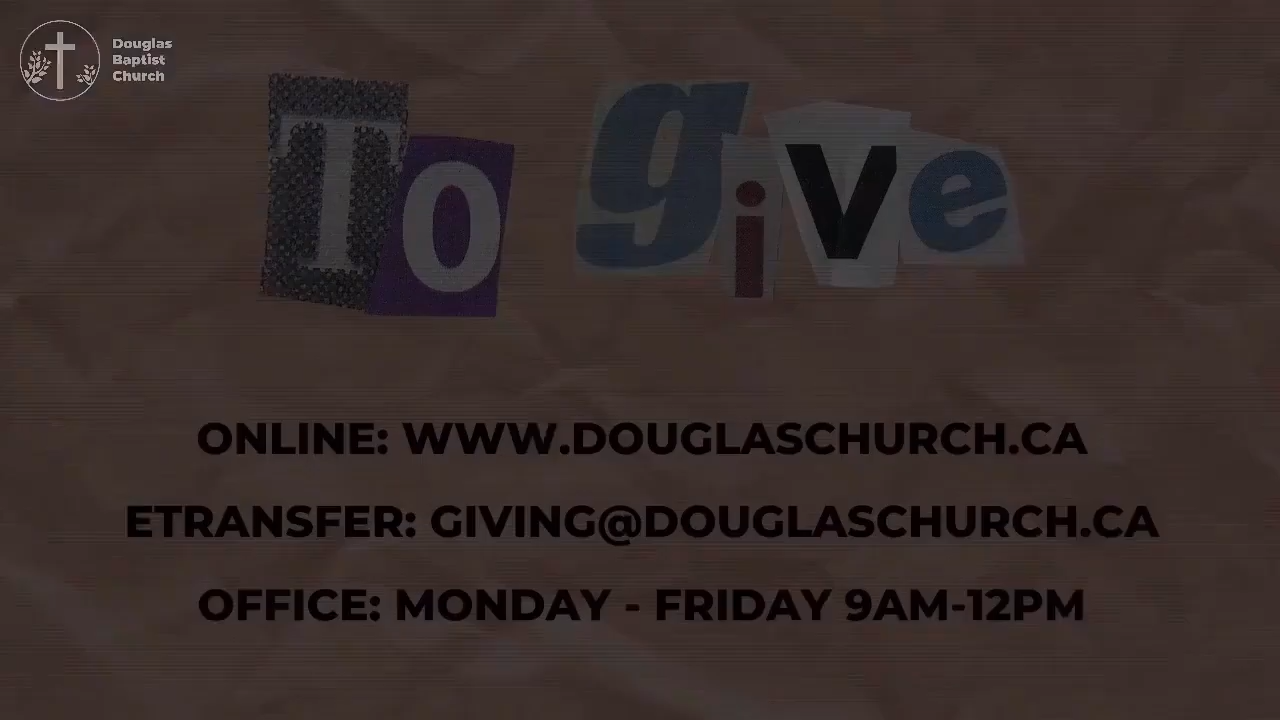 Douglas
Baptist
Church
To give
ONLINE: WWW.DOUGLASCHURCH.CA
ETRANSFER: GIVING@DOUGLASCHURCH.CA
OFFICE: MONDAY - FRIDAY 9AM-12PM